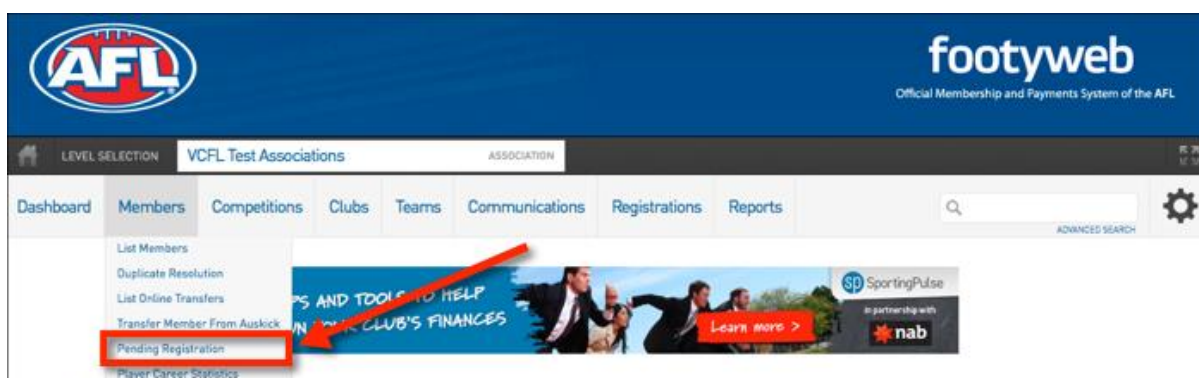 AFL
footyweb
Official Membership and Payments System of the AFL
LEVEL SELECTION VCFL Test Associations ASSOCIATION
Dashboard Members Competitions Clubs Teams Communications Registrations Reports
ADVANCED SEARCH
List Members
Duplicate Resolution
List Online Transfers
Transfer Member From Auskick
Pending Registration
Player Career Statistics
AND TOOLS TO HELP
YOUR CLUB'S FINANCES
Learn more >
sp SportingPulse
in partnership with
nab